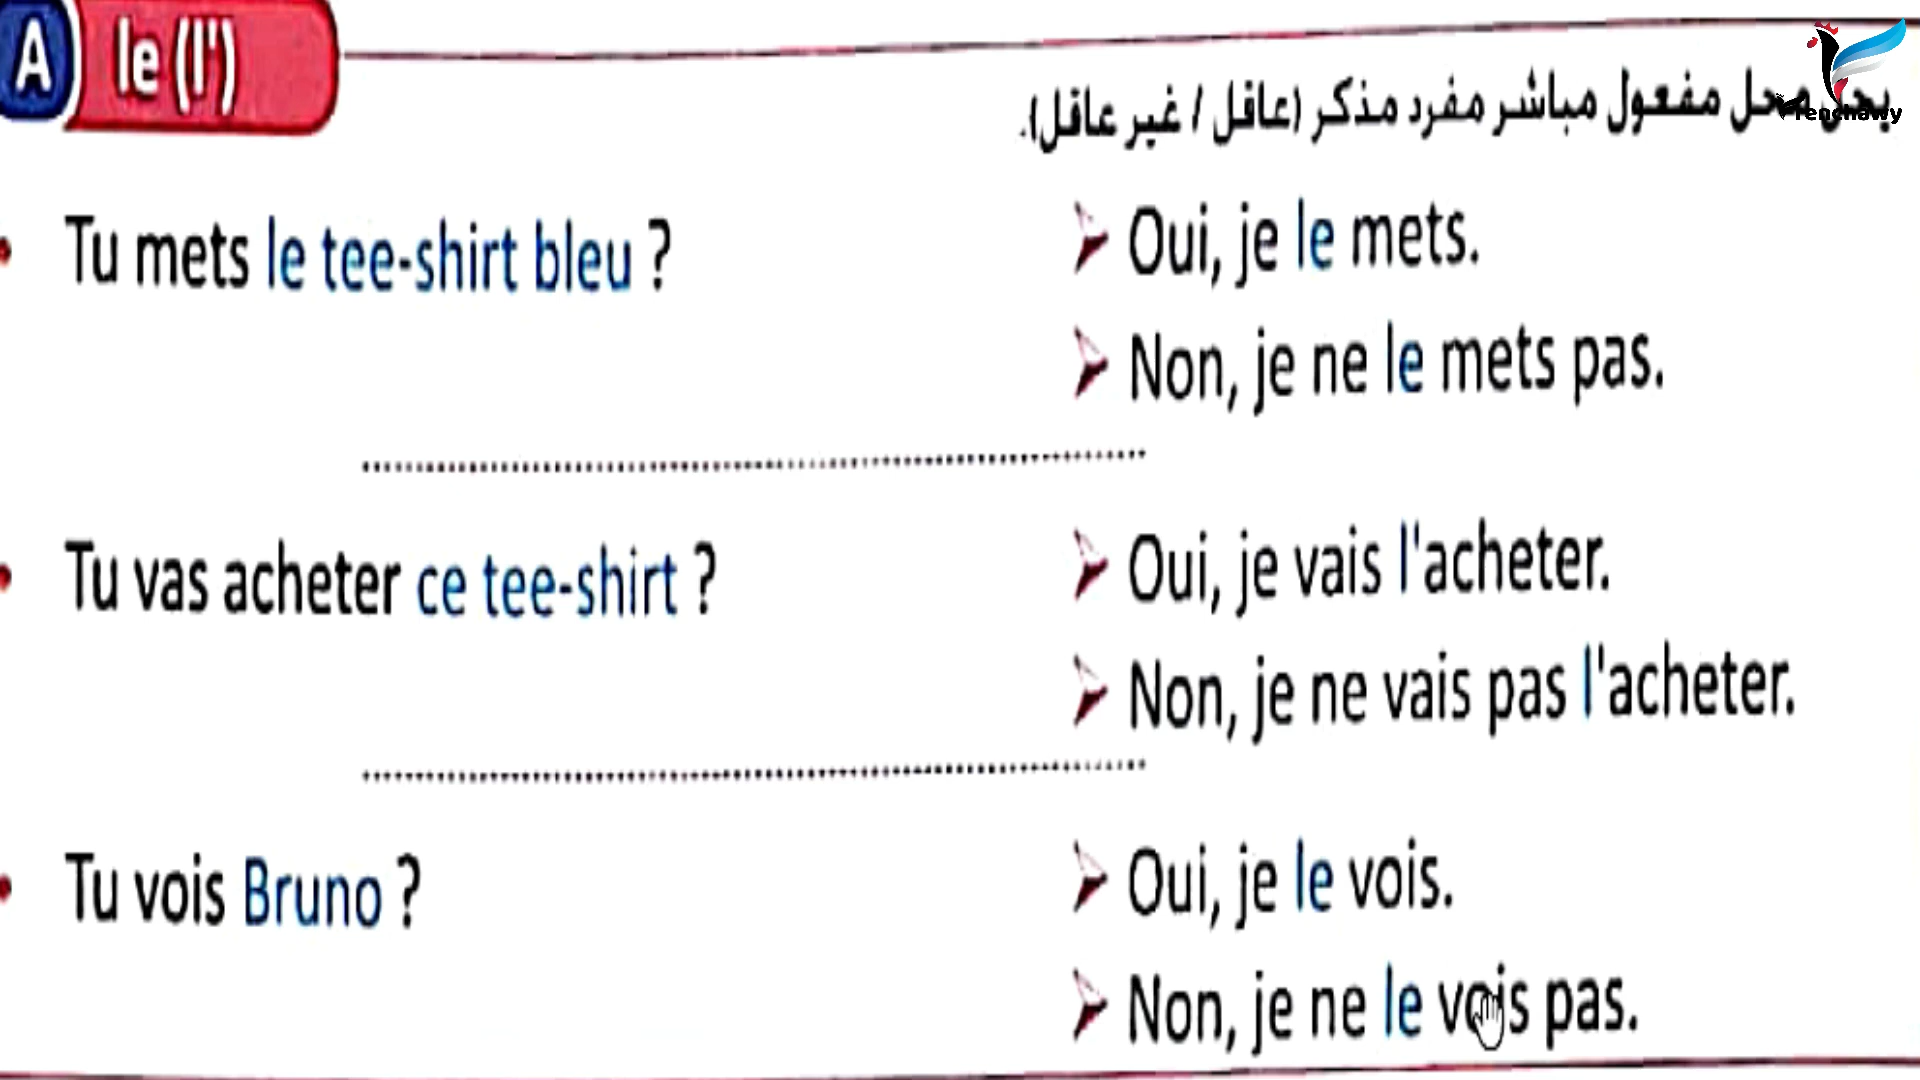 A le (l')
يحل محل مفعول مباشر مفرد مذكر (عاقل / غير عاقل).
Tu mets le tee-shirt bleu ?
Oui, je le mets.
Non, je ne le mets pas.
Tu vas acheter ce tee-shirt ?
Oui, je vais l'acheter.
Non, je ne vais pas l'acheter.
Tu vois Bruno ?
Oui, je le vois.
Non, je ne le vois pas.